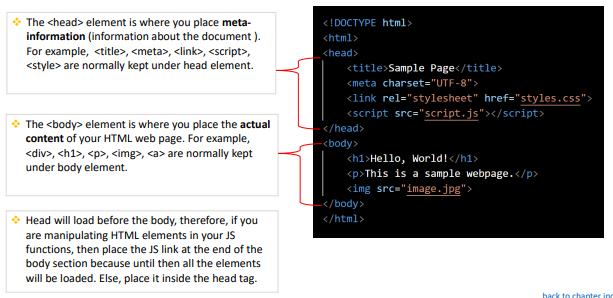 The <head> element is where you place meta-
information (information about the document ).
For example, <title>, <meta>, <link>, <script>,
<style> are normally kept under head element.
The <body> element is where you place the actual
content of your HTML web page. For example,
<div>, <h1>, <p>, <img>, <a> are normally kept
under body element.
Head will load before the body, therefore, if you
are manipulating HTML elements in your JS
functions, then place the JS link at the end of the
body section because until then all the elements
will be loaded. Else, place it inside the head tag.
<!DOCTYPE html>
<html>
<head>
<title>Sample Page</title>
<meta charset="UTF-8">
<link rel="stylesheet" href="styles.css">
<script src="script.js"></script>
</head>
<body>
<h1>Hello, World!</h1>
<p>This is a sample webpage.</p>
<img src="image.jpg">
</body>
</html>
back to chapter